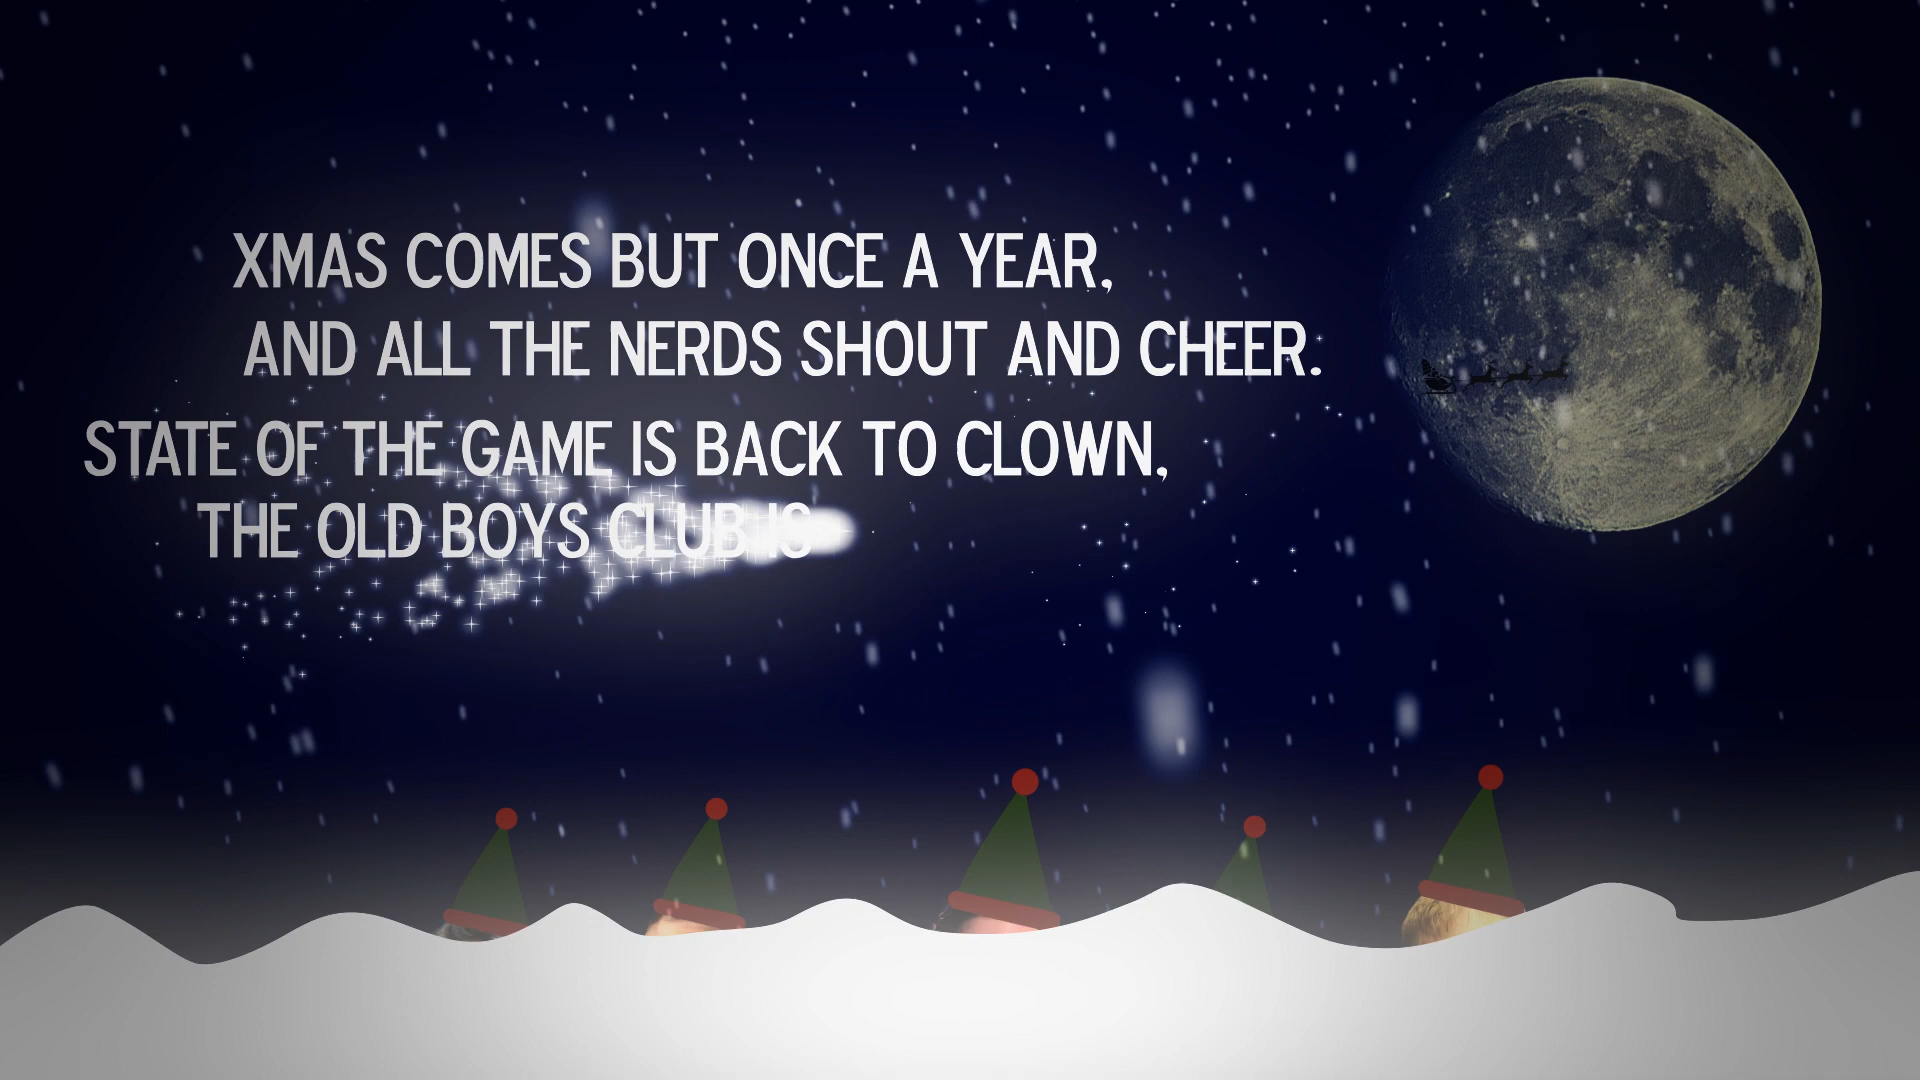 XMAS COMES BUT ONCE A YEAR,
AND ALL THE NERDS SHOUT AND CHEER.
STATE OF THE GAME IS BACK TO CLOWN,
THE OLD BOYS CLUB IS